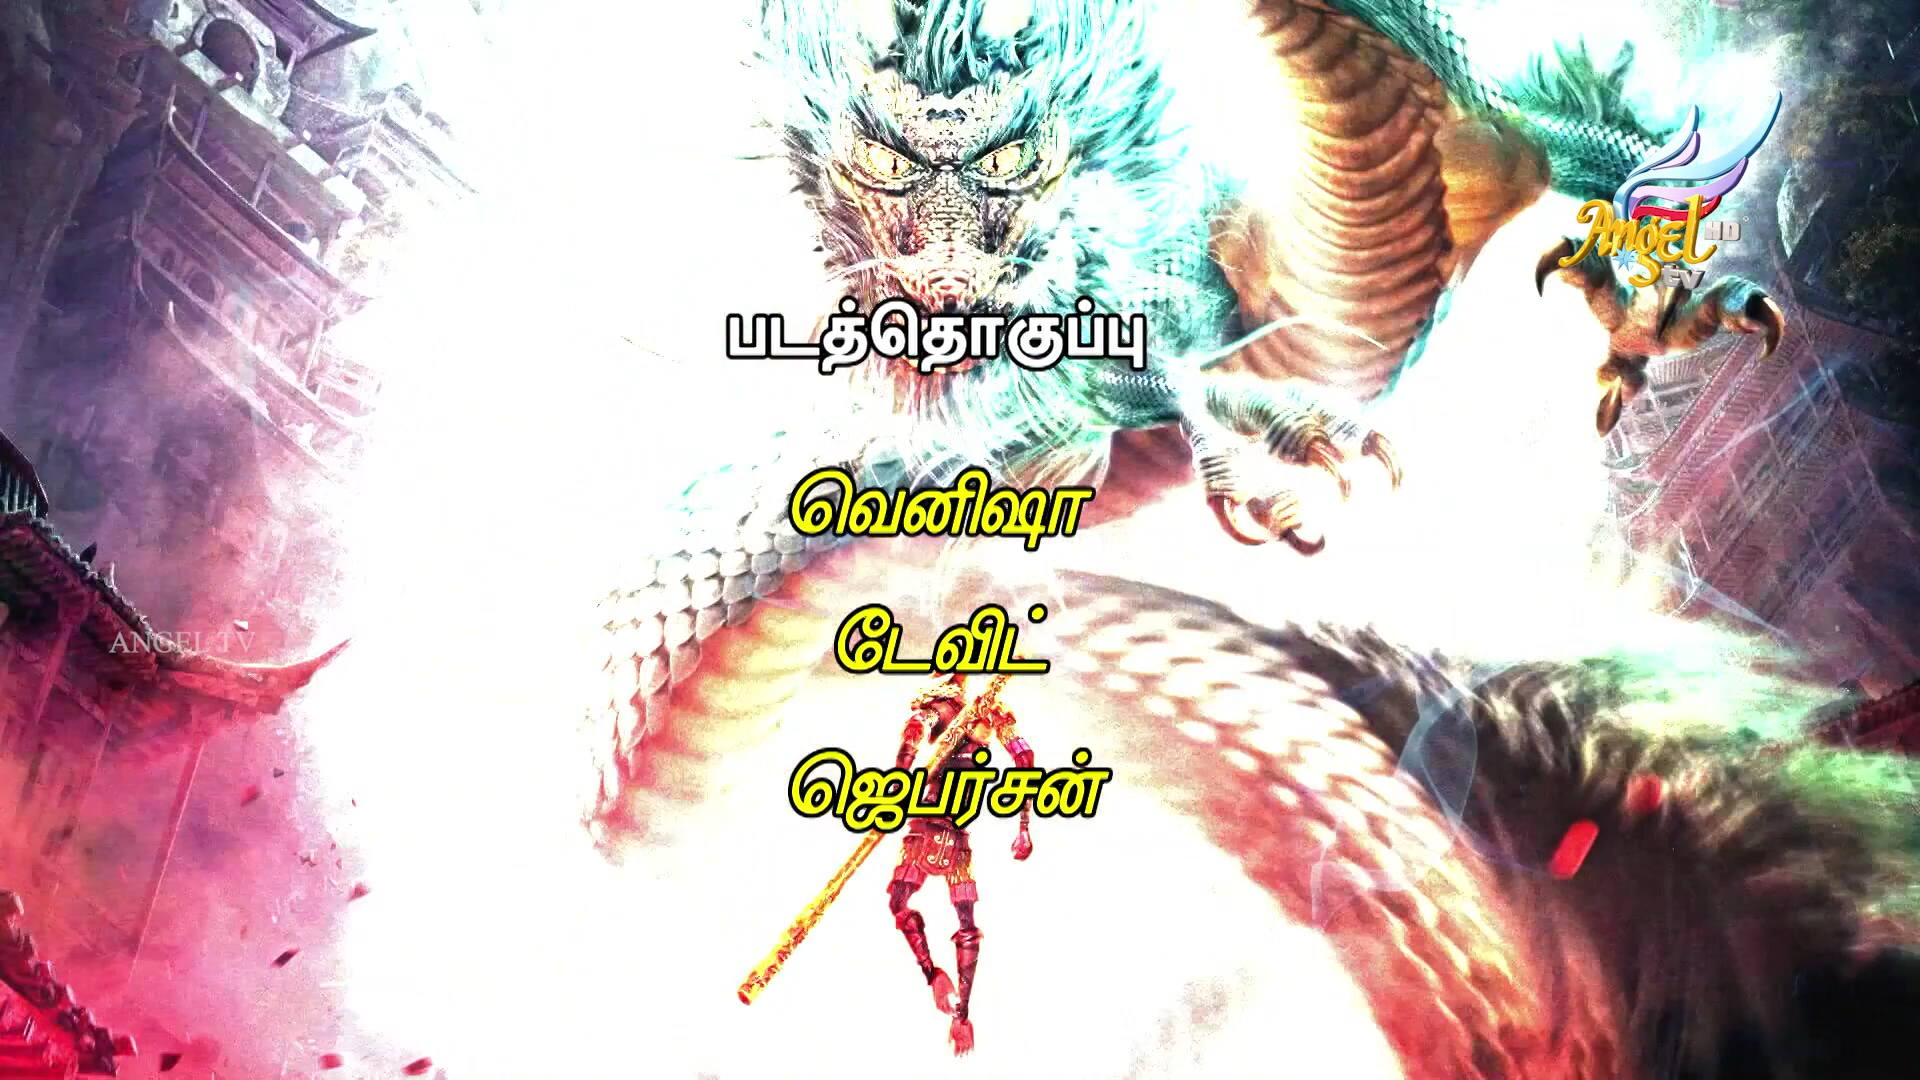 Angel HD
tv
படத்தொகுப்பு
வெனிஷா
டேவிட்
ANGEL TV
ஜெபர்சன்